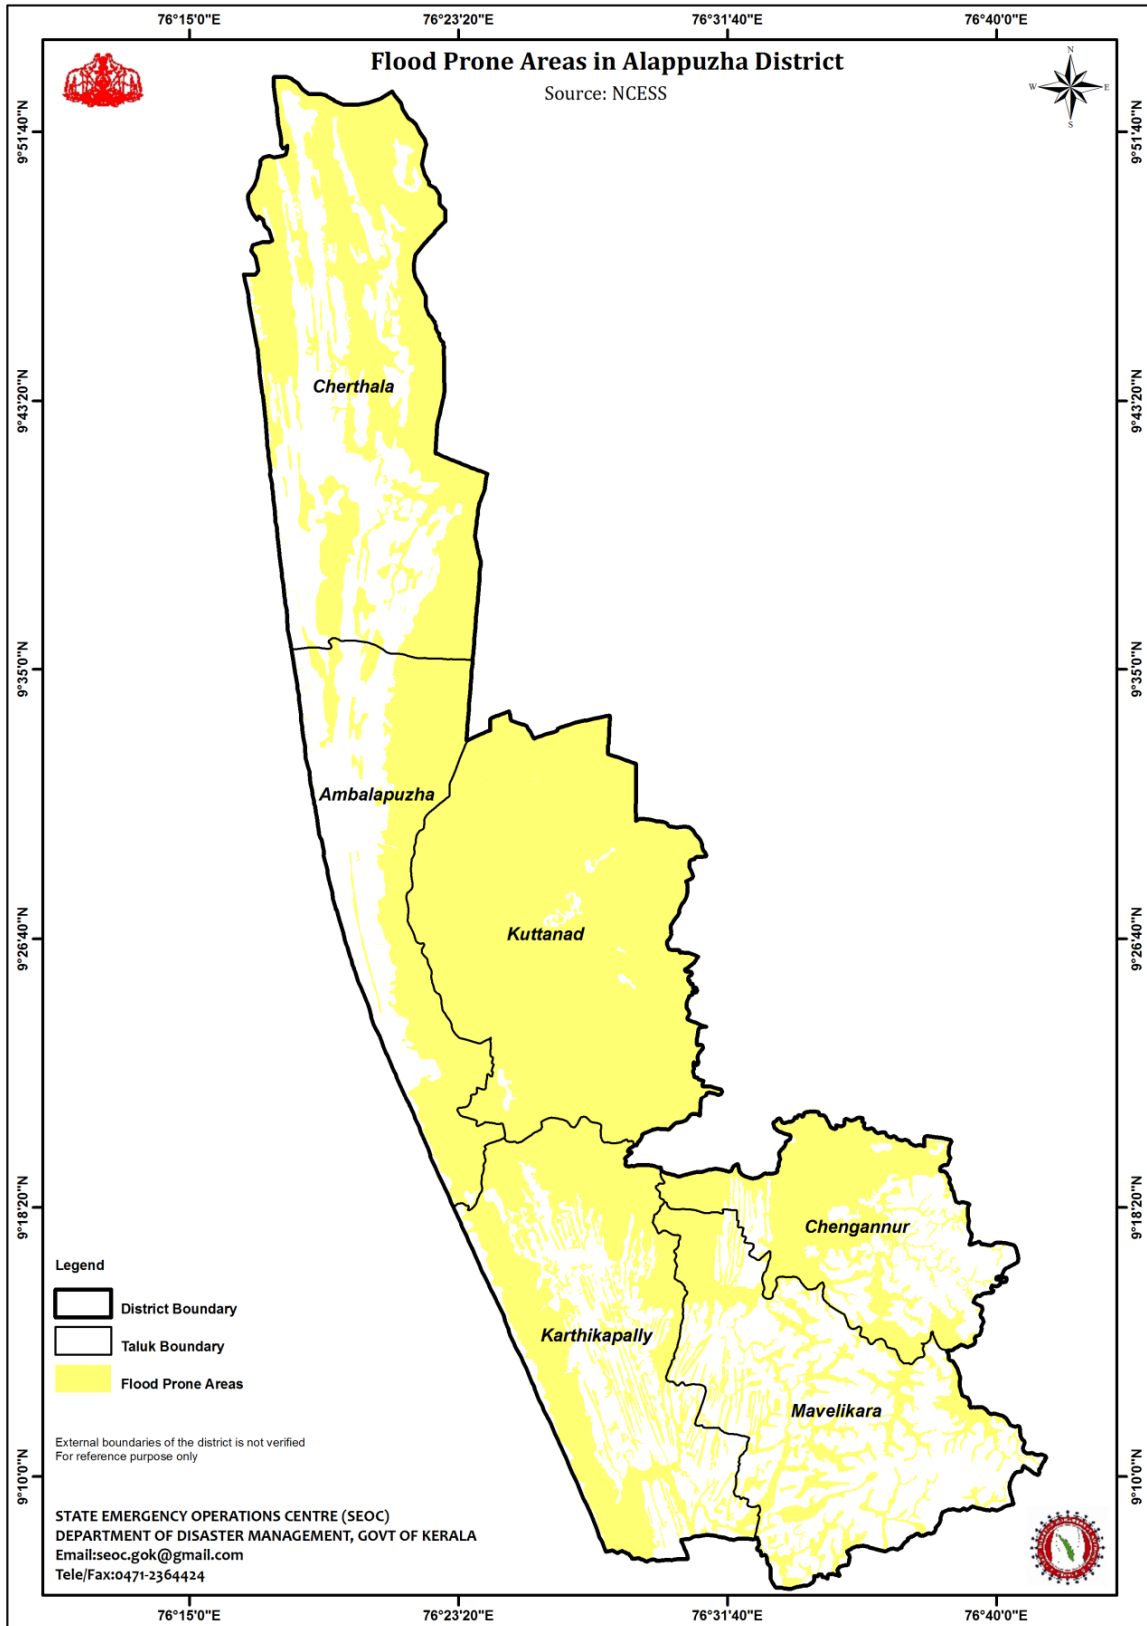 76°15'0"E 76°23'20"E 76°31'40"E 76°40'0"E
Flood Prone Areas in Alappuzha District
Source: NCESS
N
W E
S
9°51'40"N 9°51'40"N
Cherthala
9°43'20"N 9°43'20"N
9°35'0"N 9°35'0"N
Ambalapuzha
Kuttanad
9°26'40"N 9°26'40"N
9°18'20"N 9°18'20"N
Chengannur
Karthikapally
Mavelikara
9°10'0"N 9°10'0"N
Legend
District Boundary
Taluk Boundary
Flood Prone Areas
External boundaries of the district is not verified
For reference purpose only
STATE EMERGENCY OPERATIONS CENTRE (SEOC)
DEPARTMENT OF DISASTER MANAGEMENT, GOVT OF KERALA
Email:seoc.gok@gmail.com
Tele/Fax:0471-2364424
76°15'0"E 76°23'20"E 76°31'40"E 76°40'0"E